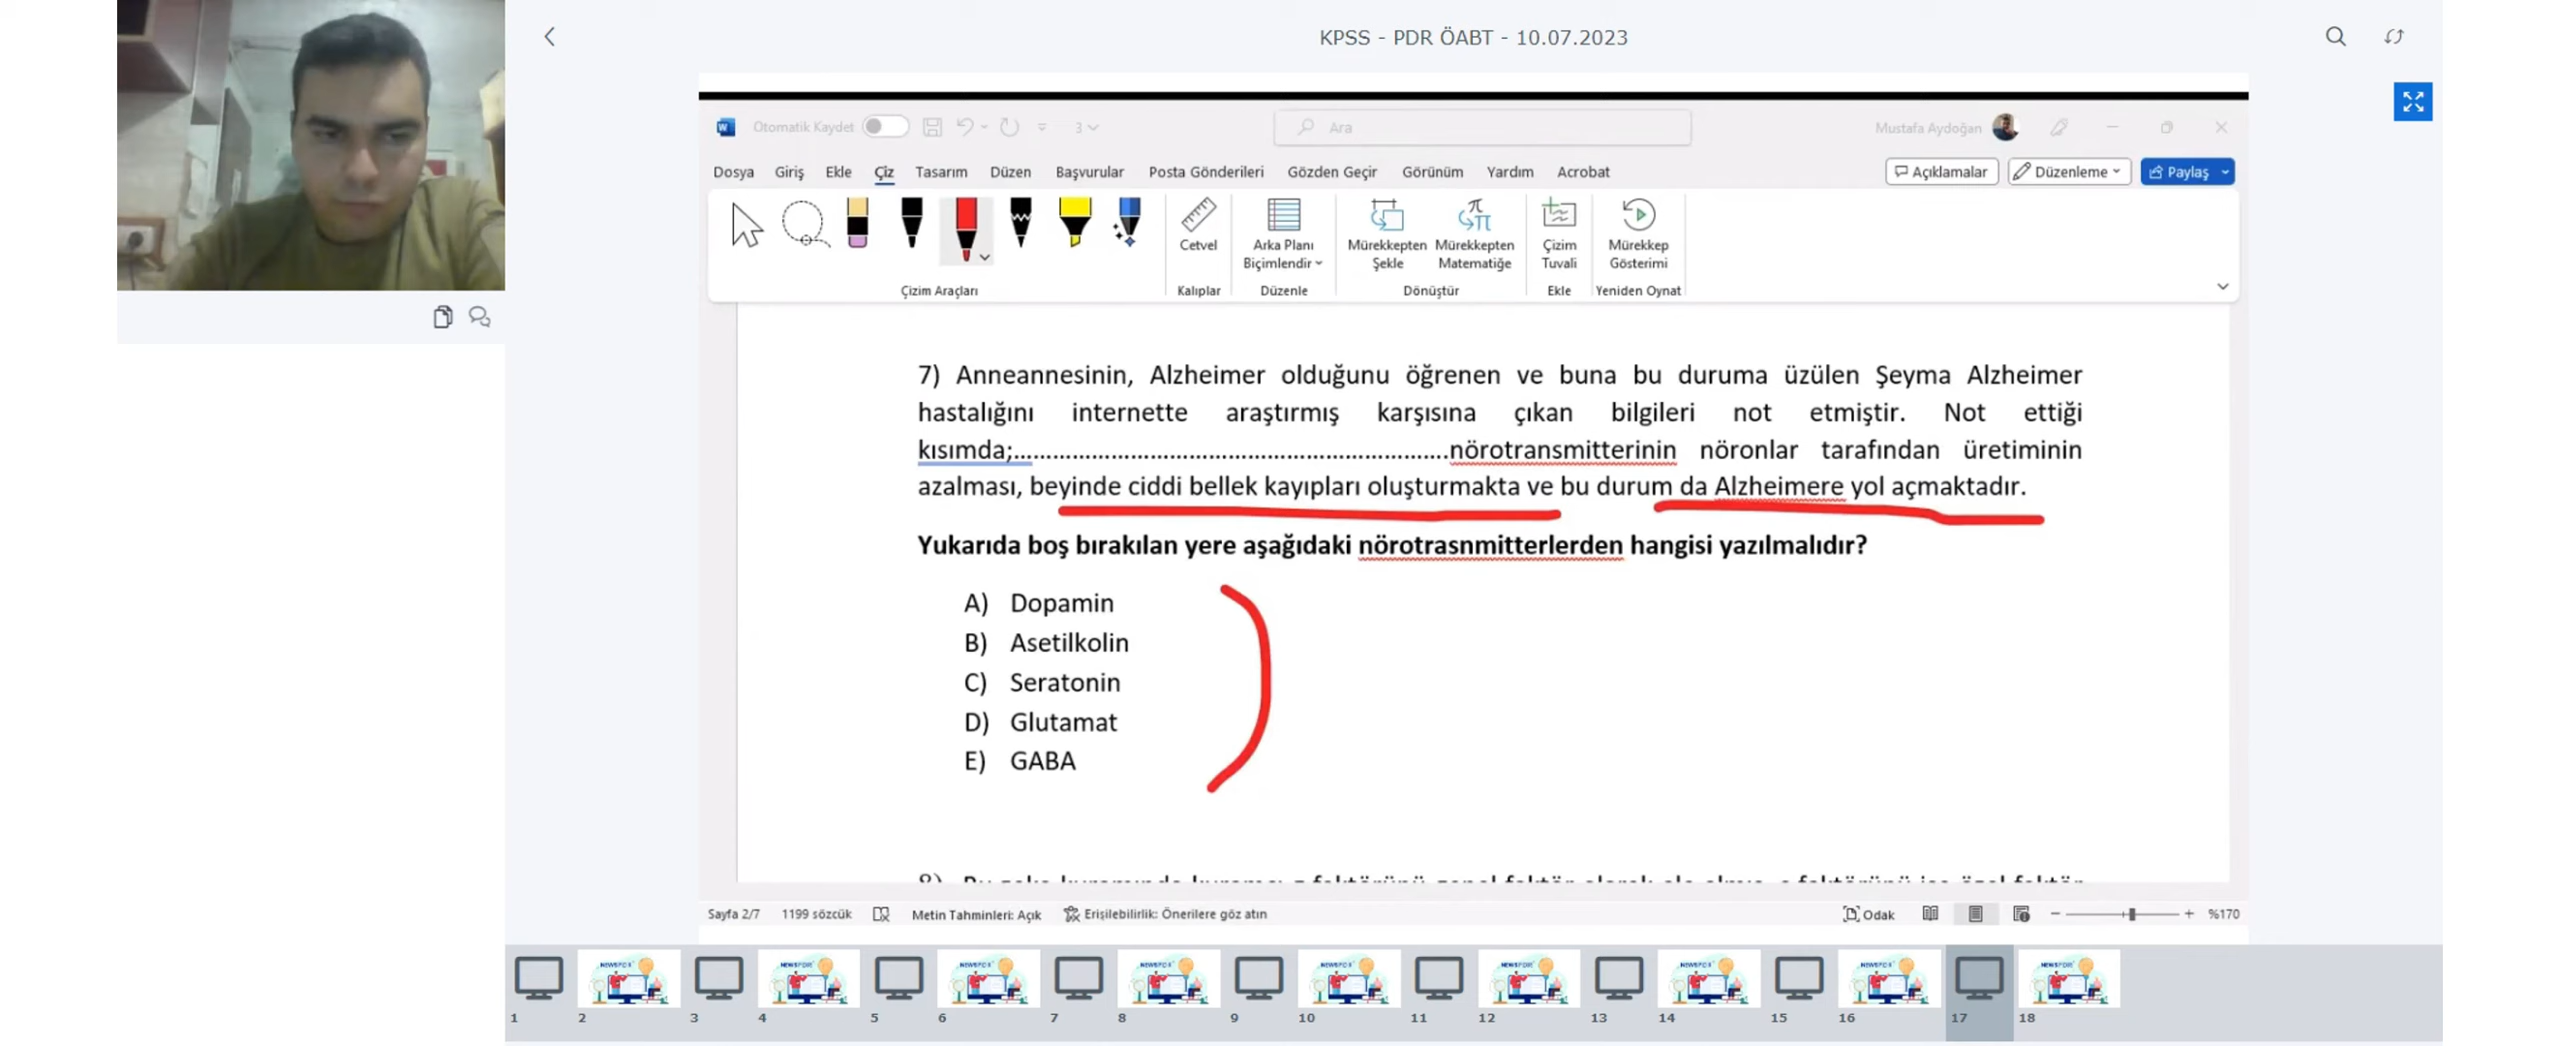 KPSS - PDR ÖABT - 10.07.2023
Otomatik Kaydet
3
Ara
Mustafa Aydoğan
Dosya Giriş Ekle Çiz Tasarım Düzen Başvurular Posta Gönderileri Gözden Geçir Görünüm Yardım Acrobat
Açıklamalar Düzenleme Paylaş
Cetvel Arka Planı Biçimlendir Mürekkepten Şekle Mürekkepten Matematiğe Çizim Tuvali Mürekkep Gösterimi
Çizim Araçları Kalıplar Düzenle Dönüştür Ekle Yeniden Oynat
7) Anneannesinin, Alzheimer olduğunu öğrenen ve buna bu duruma üzülen Şeyma Alzheimer
hastalığını internette araştırmış karşısına çıkan bilgileri not etmiştir. Not ettiği
kısımda;....................................................................nörotransmitterinin nöronlar tarafından üretiminin
azalması, beyinde ciddi bellek kayıpları oluşturmakta ve bu durum da Alzheimere yol açmaktadır.
Yukarıda boş bırakılan yere aşağıdaki nörotrasnmitterlerden hangisi yazılmalıdır?
A) Dopamin
B) Asetilkolin
C) Seratonin
D) Glutamat
E) GABA
Sayfa 2/7 1199 sözcük Metin Tahminleri: Açık Erişilebilirlik: Önerilere göz atın Odak %170
1 2 3 4 5 6 7 8 9 10 11 12 13 14 15 16 17 18